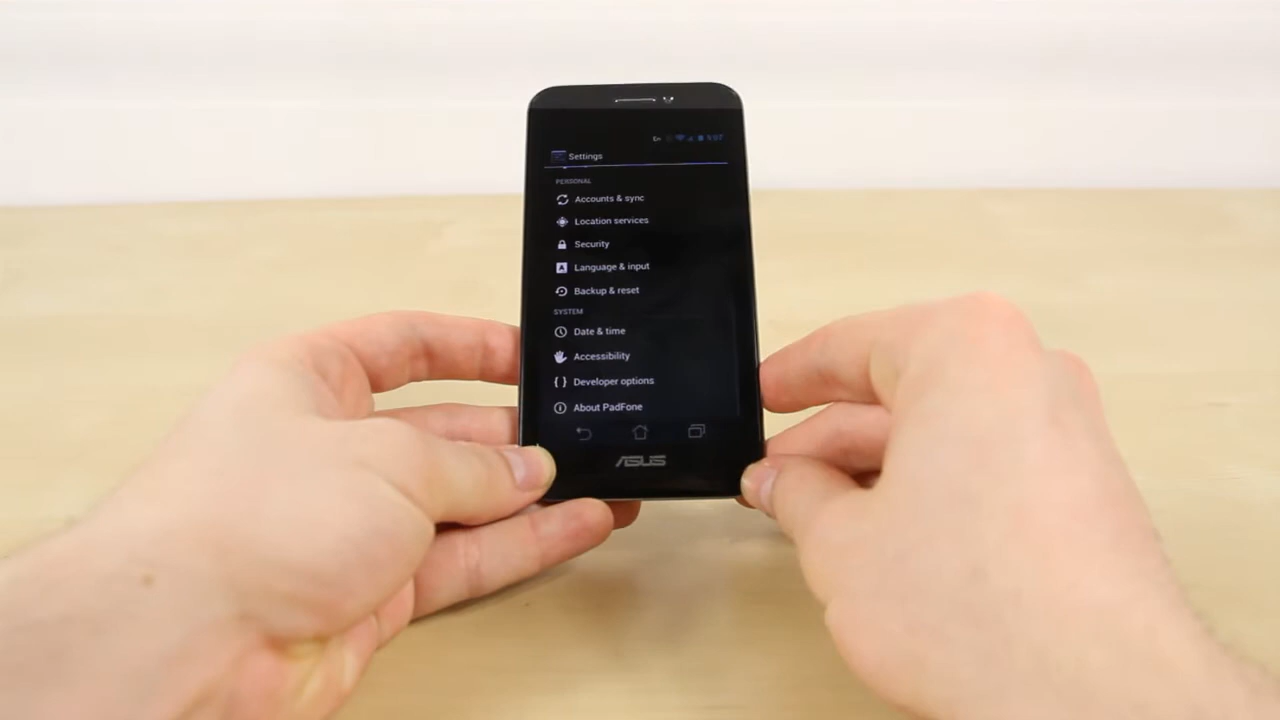 Settings
PERSONAL
Accounts & sync
Location services
Security
Language & input
Backup & reset
SYSTEM
Date & time
Accessibility
Developer options
About PadFone
ASUS